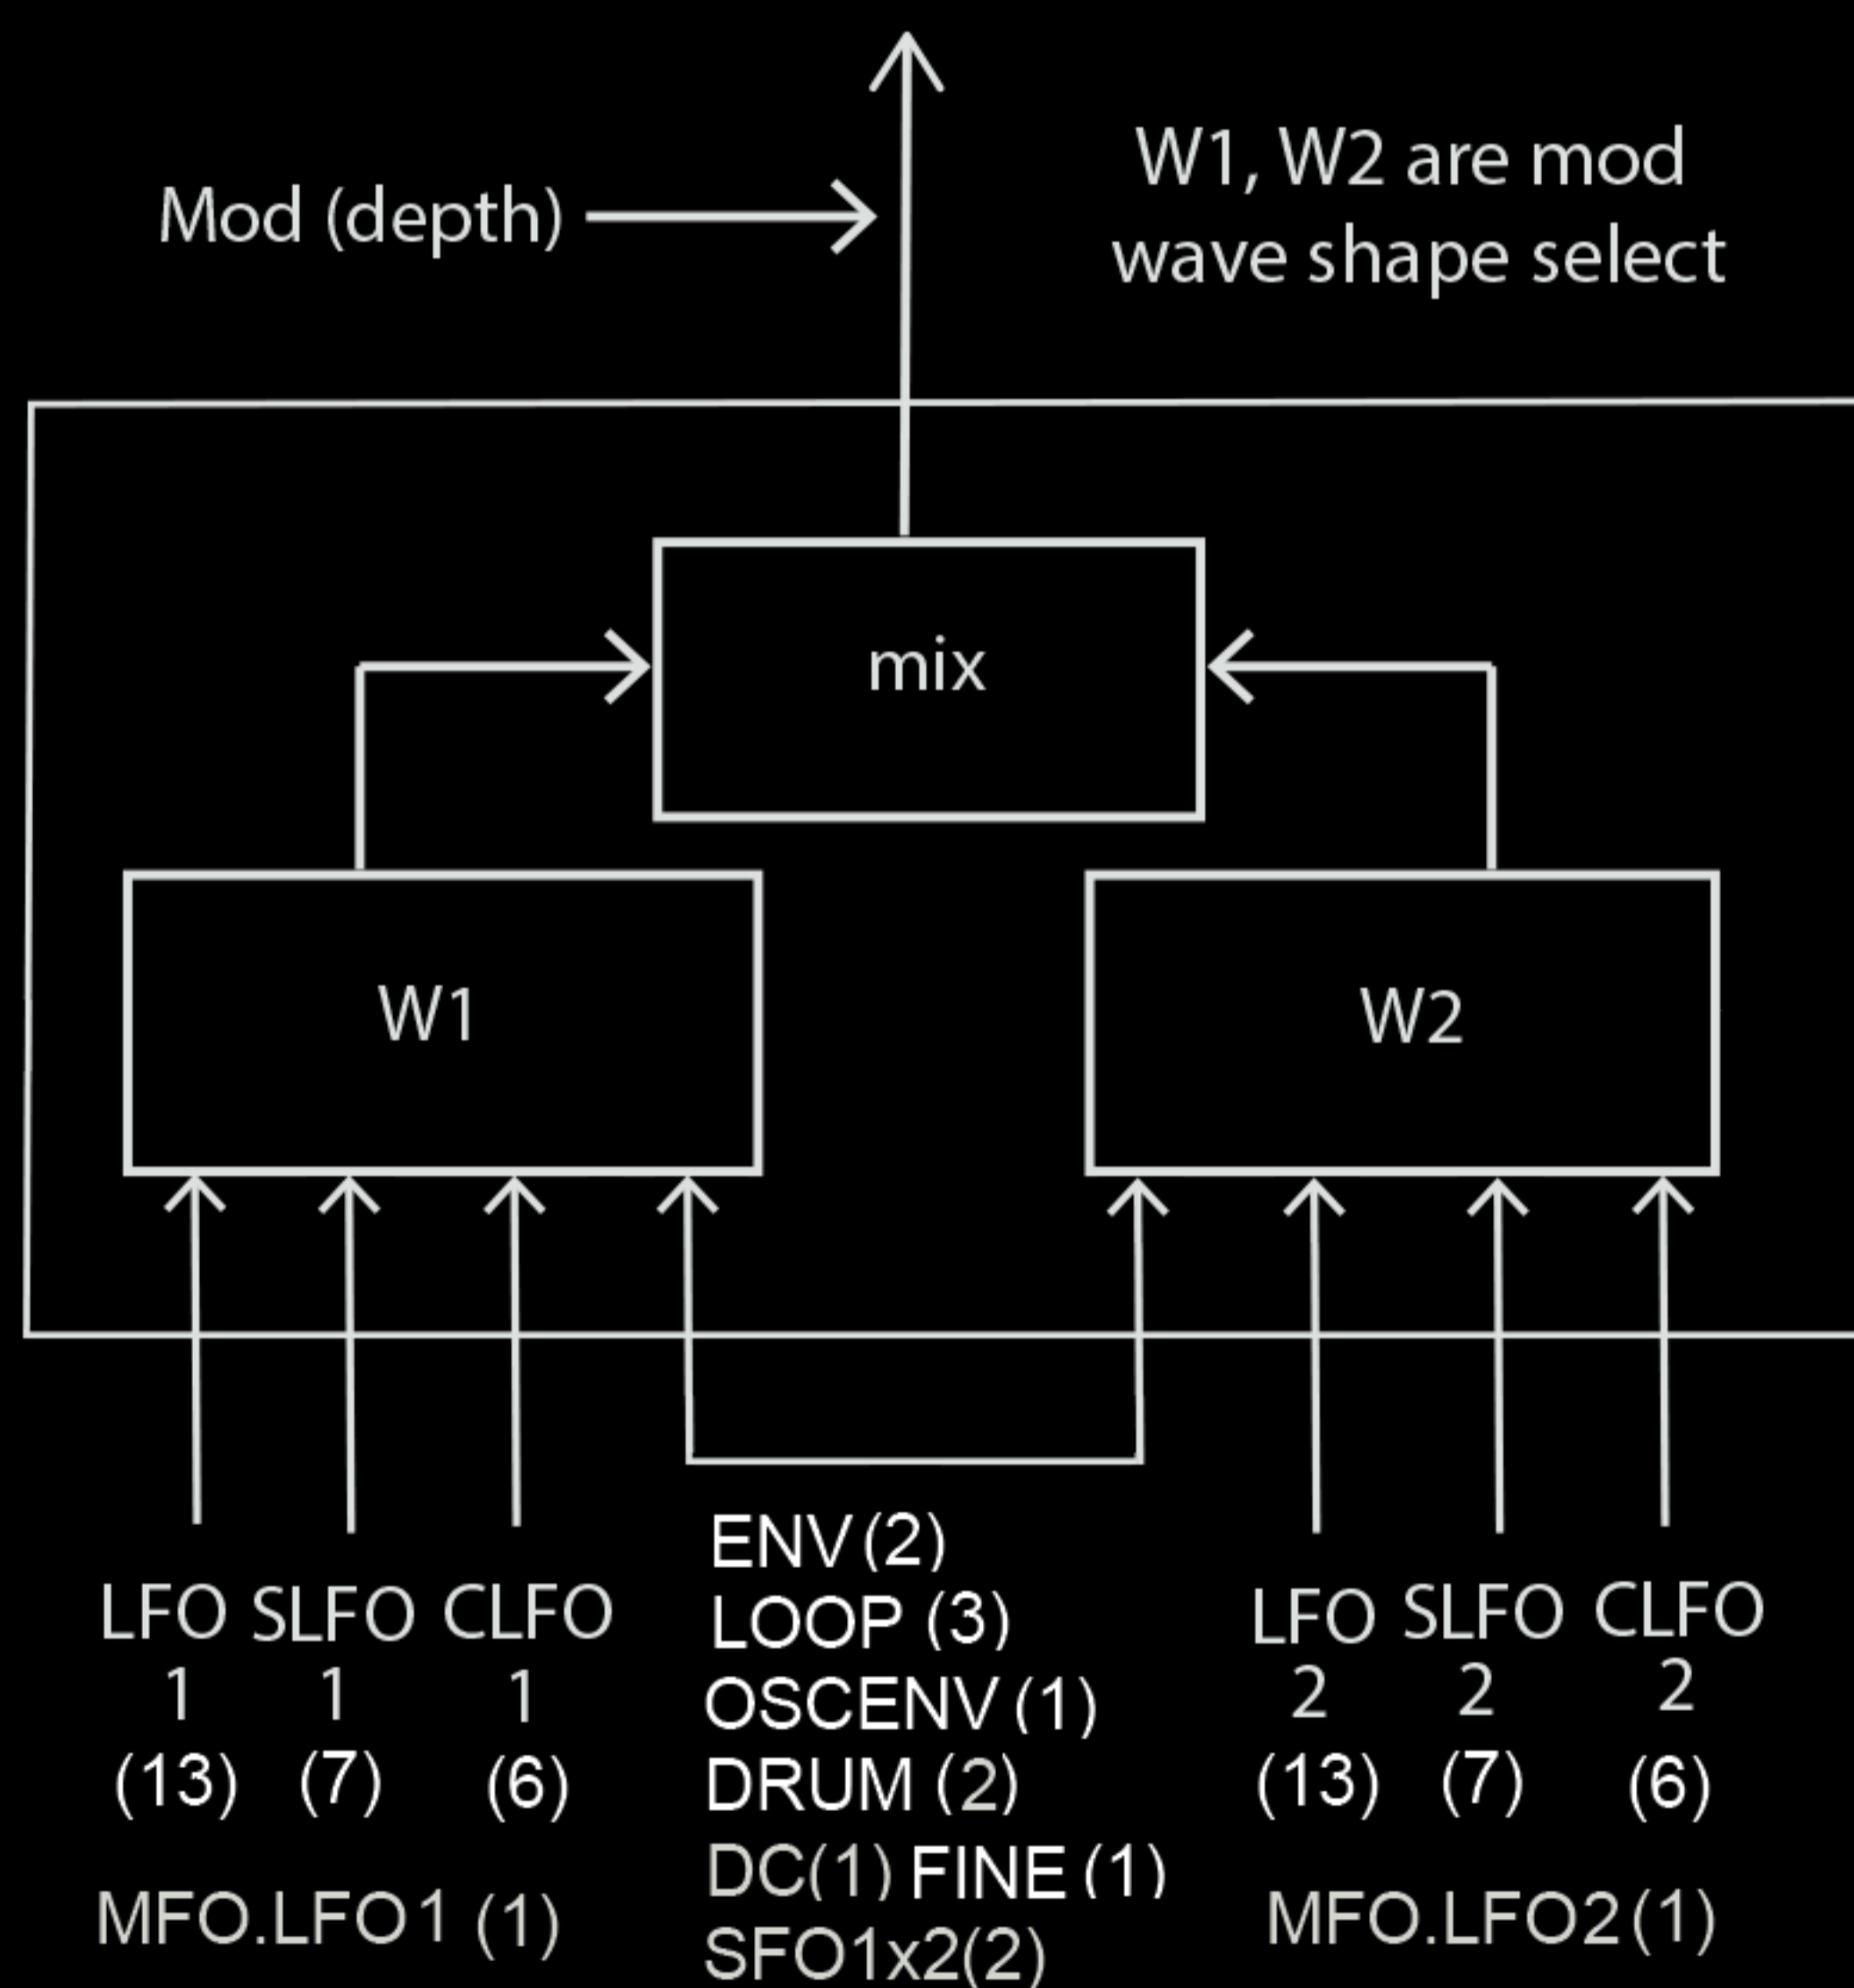 Mod (depth)
W1, W2 are mod
wave shape select
mix
W1
W2
LFO
1
(13)
SLFO
1
(7)
CLFO
1
(6)
MFO.LFO1 (1)
ENV (2)
LOOP (3)
OSCENV (1)
DRUM (2)
DC(1) FINE (1)
SFO1x2(2)
LFO
2
(13)
SLFO
2
(7)
CLFO
2
(6)
MFO.LFO2 (1)